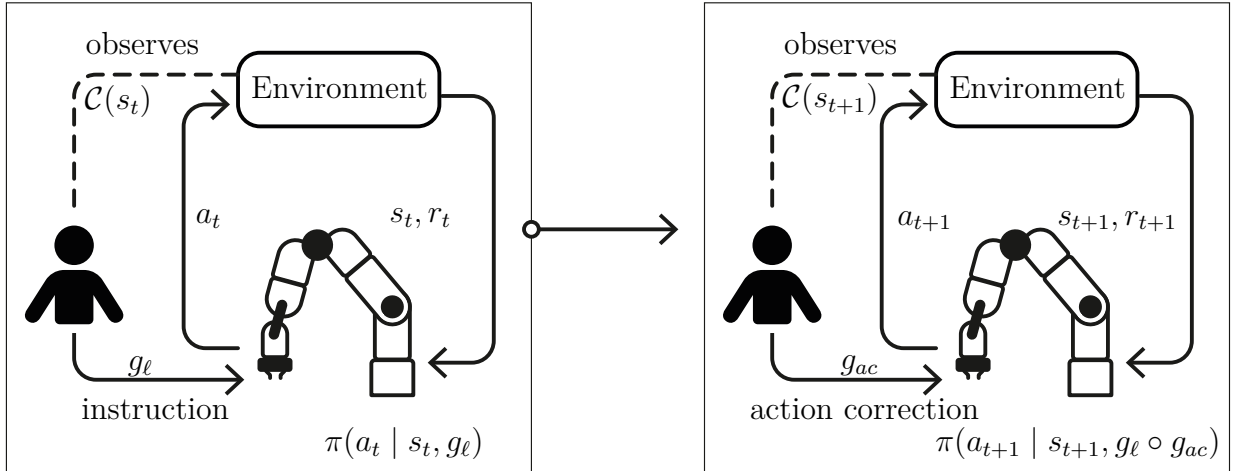 observes
Environment
𝒞(s_t)
a_t
s_t, r_t
g_ℓ
instruction
π(a_t | s_t, g_ℓ)
observes
Environment
𝒞(s_{t+1})
a_{t+1}
s_{t+1}, r_{t+1}
g_{ac}
action correction
π(a_{t+1} | s_{t+1}, g_ℓ ∘ g_{ac})